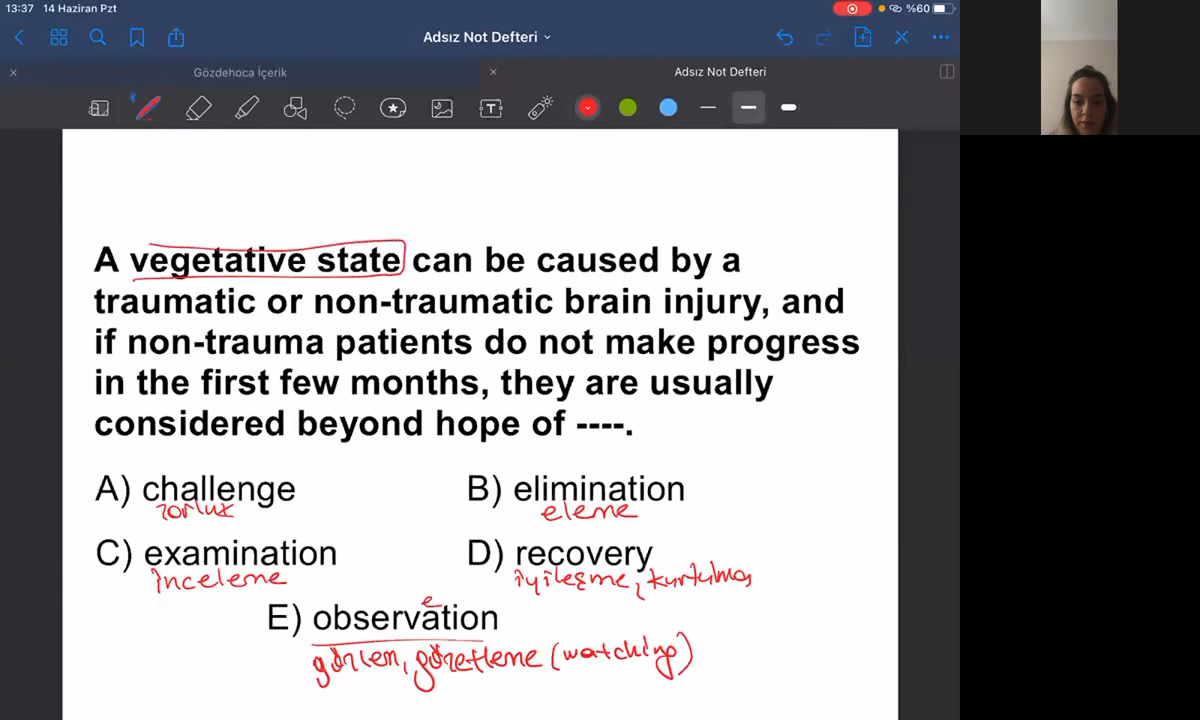 13:37 14 Haziran Pzt
%60
Adsız Not Defteri
Gözdehoca İçerik
Adsız Not Defteri
A vegetative state can be caused by a
traumatic or non-traumatic brain injury, and
if non-trauma patients do not make progress
in the first few months, they are usually
considered beyond hope of ----.
A) challenge
zorluk
B) elimination
eleme
C) examination
inceleme
D) recovery
iyileşme, kurtulma
E) observation
e
gözlem, gözetleme (watching)